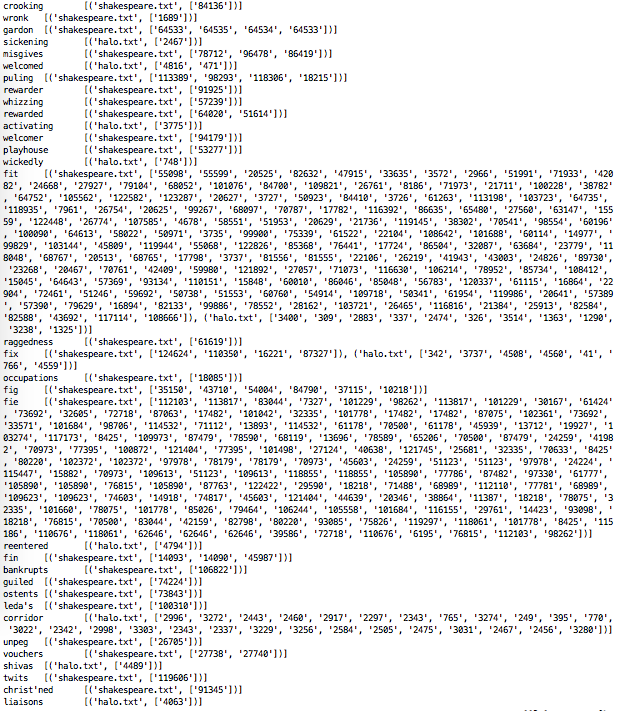 crooking [('shakespeare.txt', ['84136'])]
wronk [('shakespeare.txt', ['1689'])]
gardon [('shakespeare.txt', ['64533', '64535', '64534', '64533'])]
sickening [('halo.txt', ['2467'])]
misgives [('shakespeare.txt', ['78712', '96478', '86419'])]
welcomed [('halo.txt', ['4816', '471'])]
puling [('shakespeare.txt', ['113389', '98293', '118306', '18215'])]
rewarder [('shakespeare.txt', ['91925'])]
whizzing [('shakespeare.txt', ['57239'])]
rewarded [('shakespeare.txt', ['64020', '51614'])]
activating [('halo.txt', ['3775'])]
welcomer [('shakespeare.txt', ['94179'])]
playhouse [('shakespeare.txt', ['53277'])]
wickedly [('halo.txt', ['748'])]
fit [('shakespeare.txt', ['55098', '55599', '20525', '82632', '47915', '33635', '3572', '2966', '51991', '71933', '420
82', '24668', '27927', '79104', '68052', '101076', '84700', '109821', '26761', '8186', '71973', '21711', '100228', '38782'
, '64752', '105562', '122582', '123287', '20627', '3727', '50923', '84410', '3726', '61263', '113198', '103723', '64735',
'118935', '7961', '26754', '20625', '99267', '68097', '70787', '17782', '116392', '86635', '65480', '27560', '63147', '155
59', '122448', '26774', '107585', '4678', '58551', '51953', '20629', '21736', '119145', '38302', '70541', '98554', '60196'
, '100090', '64613', '58022', '50971', '3735', '99900', '75339', '61522', '22104', '108642', '101688', '60114', '14977',
'99829', '103144', '45809', '119944', '55068', '122826', '85368', '76441', '17724', '86504', '32087', '63684', '23779', '11
8048', '68767', '20513', '68765', '17798', '3737', '81556', '81555', '22106', '26219', '41943', '43003', '24826', '89730',
'23268', '20467', '70761', '42409', '59980', '121892', '27057', '71073', '116630', '106214', '78952', '85734', '108412',
'15045', '64643', '57369', '93134', '110151', '15848', '60010', '86046', '85048', '56783', '120337', '61115', '16864', '22
904', '72461', '51246', '59692', '50738', '51553', '60760', '54914', '109718', '50341', '61954', '119986', '20641', '57389
', '57390', '79629', '16894', '82133', '99886', '78552', '28162', '103721', '26465', '116816', '21384', '25913', '82584',
'82588', '43692', '117114', '108666']), ('halo.txt', ['3400', '309', '2883', '337', '2474', '326', '3514', '1363', '1290',
'3238', '1325'])]
raggedness [('shakespeare.txt', ['61619'])]
fix [('shakespeare.txt', ['124624', '110350', '16221', '87327']), ('halo.txt', ['342', '3737', '4508', '4560', '41', '
766', '4559'])]
occupations [('shakespeare.txt', ['18085'])]
fig [('shakespeare.txt', ['35150', '43710', '54004', '84790', '37115', '10218'])]
fie [('shakespeare.txt', ['112103', '113817', '83044', '7327', '101229', '98262', '113817', '101229', '30167', '61424'
, '73692', '32605', '72718', '87063', '17482', '101042', '32335', '101778', '17482', '17482', '87075', '102361', '73692',
'33571', '101684', '98706', '114532', '71112', '13893', '114532', '61178', '70500', '61178', '45939', '13712', '19927', '1
03274', '117173', '8425', '109973', '87479', '78590', '68119', '13696', '78589', '65206', '70500', '87479', '24259', '4198
2', '70973', '77395', '100872', '121404', '77395', '101498', '27124', '40638', '121745', '25681', '32335', '70633', '8425'
, '80220', '102372', '102372', '97978', '78179', '78179', '70973', '45603', '24259', '51123', '51123', '97978', '24224',
'115447', '15822', '70973', '109613', '51123', '109613', '118855', '118855', '105890', '77786', '87482', '97330', '61777',
'105890', '105890', '76815', '105890', '87763', '122422', '29590', '18218', '71488', '68989', '112110', '77781', '68989',
'109623', '109623', '74603', '14918', '74817', '45603', '121404', '44639', '20346', '38864', '11387', '18218', '78075', '3
2335', '101660', '78075', '101778', '85026', '79464', '106244', '105558', '101684', '116155', '29761', '14423', '93098',
'18218', '76815', '70500', '83044', '42159', '82798', '80220', '93085', '75826', '119297', '118061', '101778', '8425', '115
186', '110676', '118061', '62646', '62646', '62646', '39586', '72718', '110676', '6195', '76815', '112103', '98262'])]
reentered [('halo.txt', ['4794'])]
fin [('shakespeare.txt', ['14093', '14090', '45987'])]
bankrupts [('shakespeare.txt', ['106822'])]
guiled [('shakespeare.txt', ['74224'])]
ostents [('shakespeare.txt', ['73843'])]
leda's [('shakespeare.txt', ['100310'])]
corridor [('halo.txt', ['2996', '3272', '2443', '2460', '2917', '2297', '2343', '765', '3274', '249', '395', '770',
'3022', '2342', '2998', '3303', '2343', '2337', '3229', '3256', '2584', '2505', '2475', '3031', '2467', '2456', '3280'])]
unpeg [('shakespeare.txt', ['26705'])]
vouchers [('shakespeare.txt', ['27738', '27740'])]
shivas [('halo.txt', ['4489'])]
twits [('shakespeare.txt', ['119606'])]
christ'ned [('shakespeare.txt', ['91345'])]
liaisons [('halo.txt', ['4063'])]